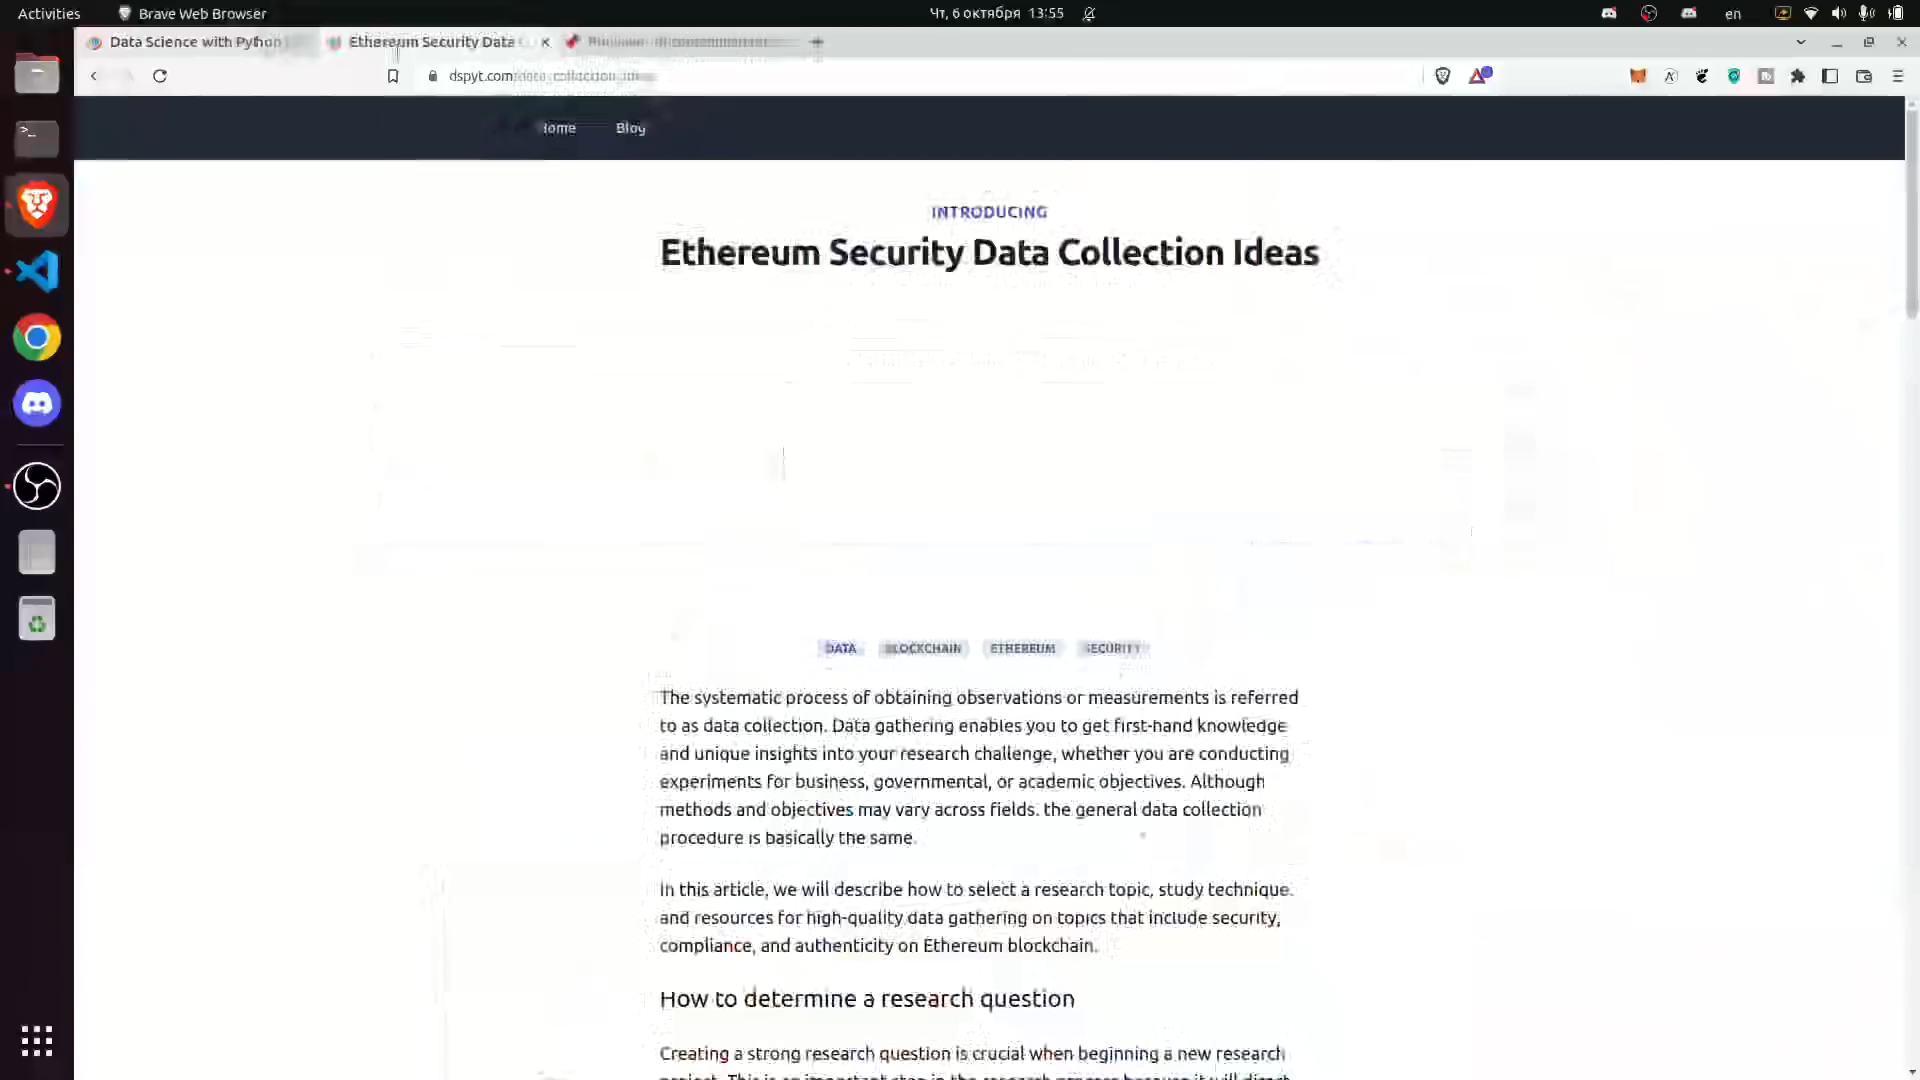 Activities Brave Web Browser Чт, 6 октября 13:55 en
Data Science with Python Ethereum Security Data
dspyt.com
Home Blog
INTRODUCING
Ethereum Security Data Collection Ideas
DATA BLOCKCHAIN ETHEREUM SECURITY
The systematic process of obtaining observations or measurements is referred
to as data collection. Data gathering enables you to get first-hand knowledge
and unique insights into your research challenge, whether you are conducting
experiments for business, governmental, or academic objectives. Although
methods and objectives may vary across fields. the general data collection
procedure is basically the same.
In this article, we will describe how to select a research topic, study technique.
and resources for high-quality data gathering on topics that include security,
compliance, and authenticity on Ethereum blockchain.
How to determine a research question
Creating a strong research question is crucial when beginning a new research